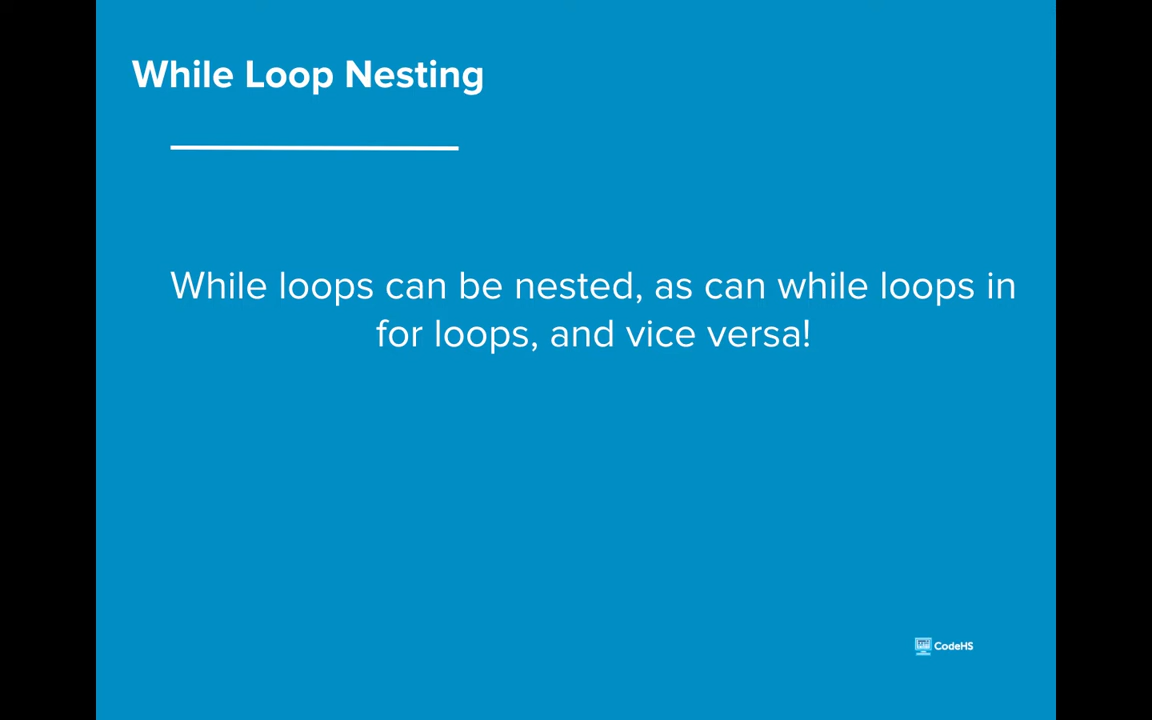 While Loop Nesting
While loops can be nested, as can while loops in
for loops, and vice versa!
CodeHS